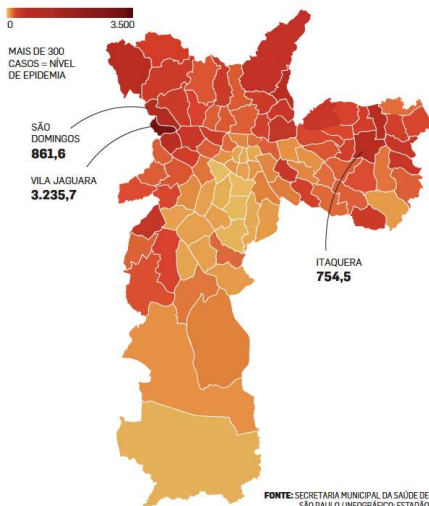 0 3.500
MAIS DE 300
CASOS = NÍVEL
DE EPIDEMIA
SÃO
DOMINGOS
861,6
VILA JAGUARA
3.235,7
ITAQUERA
754,5
FONTE: SECRETARIA MUNICIPAL DA SAÚDE DE
SÃO PAULO / INFOGRÁFICO: ESTADÃO